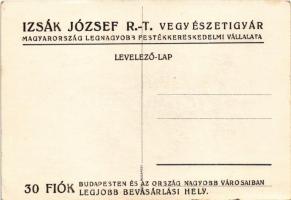 IZSÁK JÓZSEF R.-T. VEGYÉSZETIGYÁR
MAGYARORSZÁG LEGNAGYOBB FESTÉKKERESKEDELMI VÁLLALATA
LEVELEZŐ-LAP
30 FIÓK BUDAPESTEN ÉS AZ ORSZÁG NAGYOBB VÁROSAIBAN
LEGJOBB BEVÁSÁRLÁSI HELY.